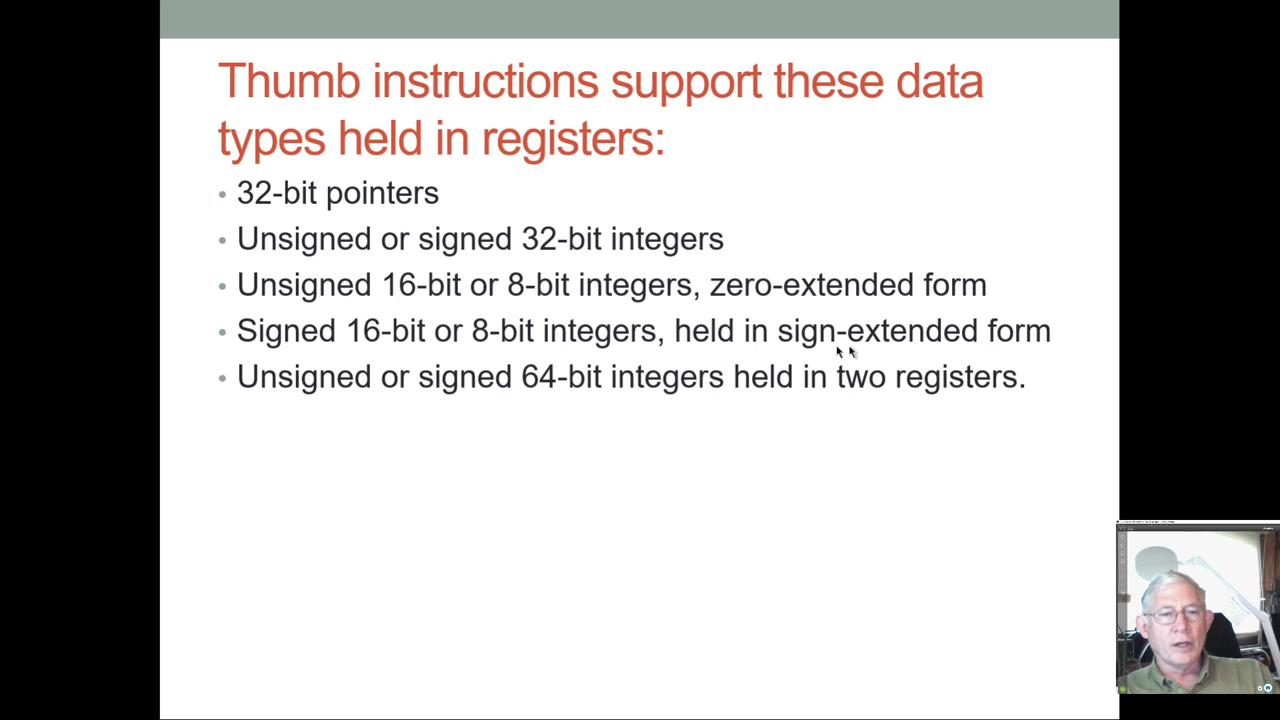 Thumb instructions support these data
types held in registers:
• 32-bit pointers
• Unsigned or signed 32-bit integers
• Unsigned 16-bit or 8-bit integers, zero-extended form
• Signed 16-bit or 8-bit integers, held in sign-extended form
• Unsigned or signed 64-bit integers held in two registers.